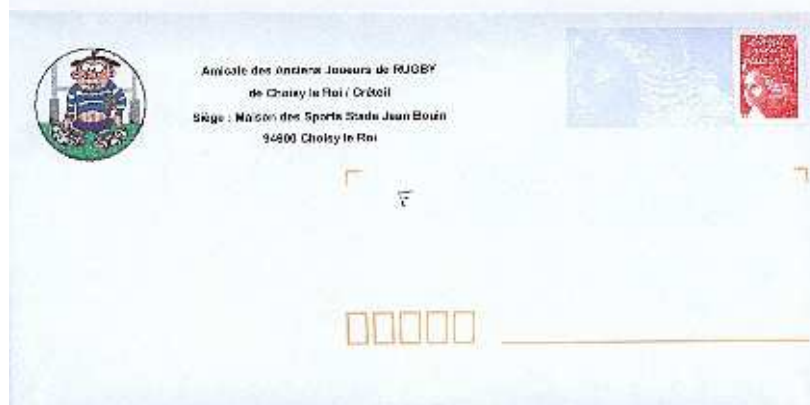 Amicale des Anciens Joueurs de RUGBY
de Choisy le Roi / Créteil
Siège : Maison des Sports Stade Jean Bouin
94600 Choisy le Roi